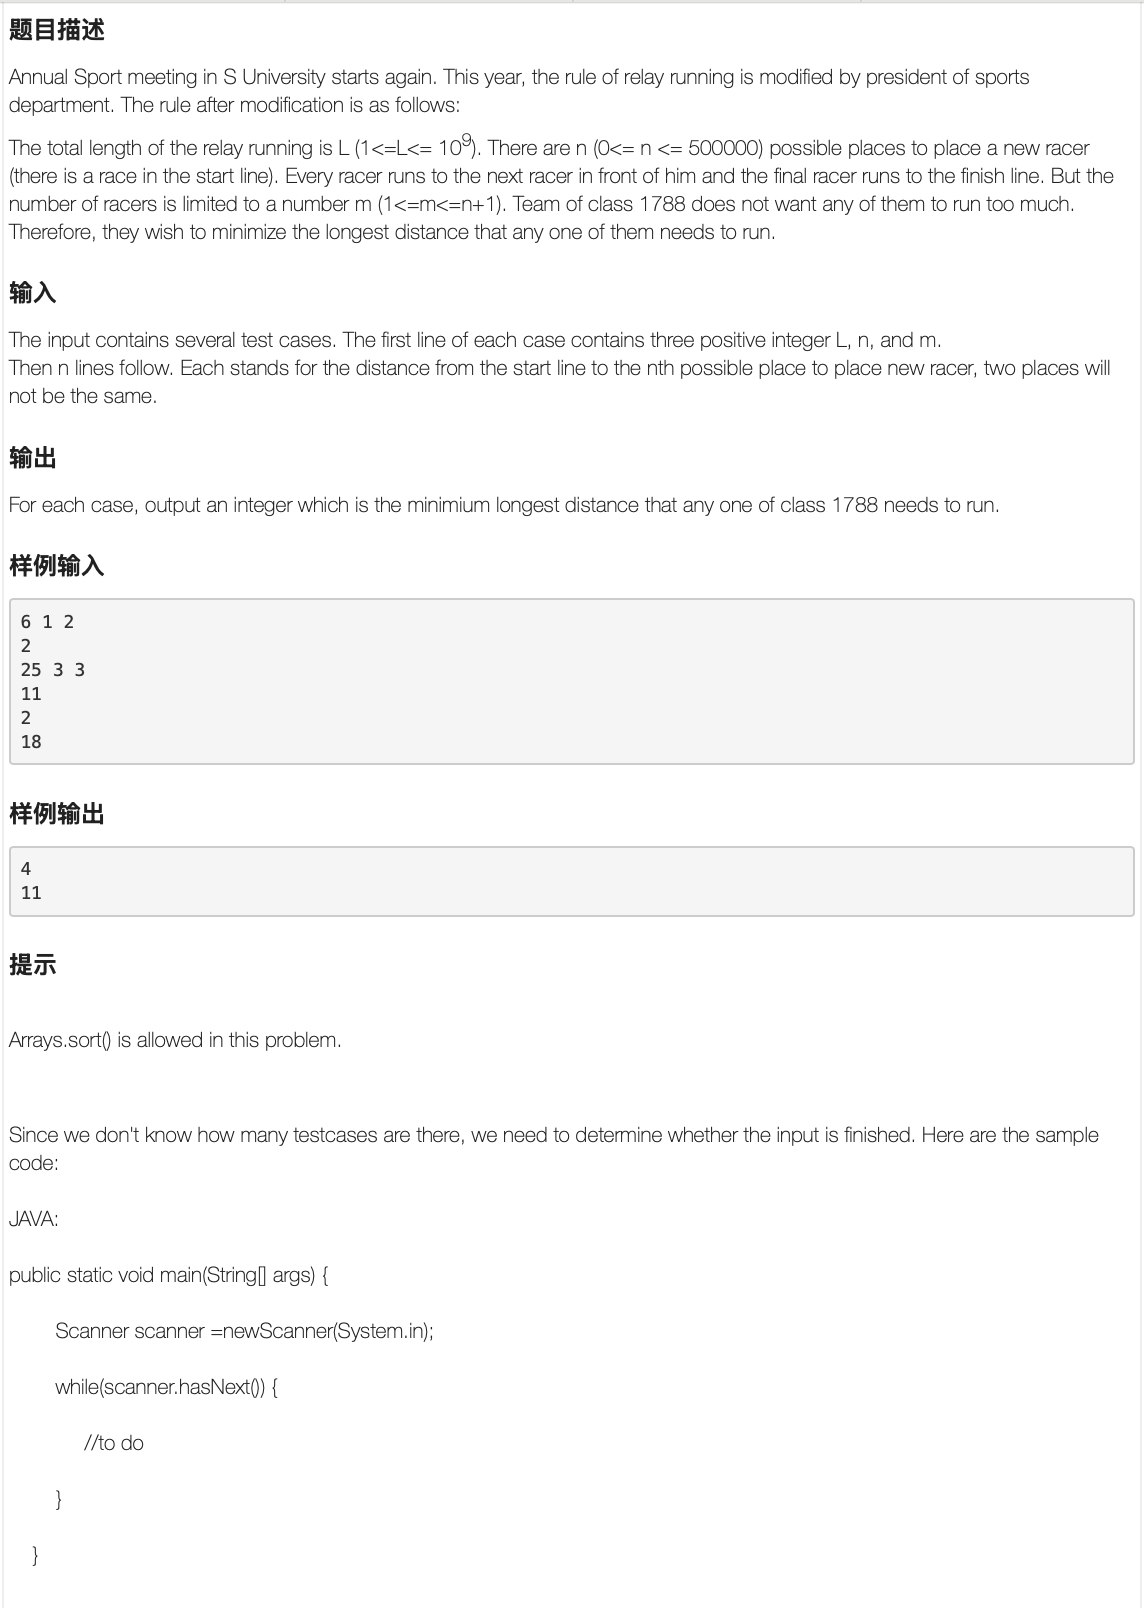 题目描述
Annual Sport meeting in S University starts again. This year, the rule of relay running is modified by president of sports
department. The rule after modification is as follows:
The total length of the relay running is L (1<=L<= 10⁹). There are n (0<= n <= 500000) possible places to place a new racer
(there is a race in the start line). Every racer runs to the next racer in front of him and the final racer runs to the finish line. But the
number of racers is limited to a number m (1<=m<=n+1). Team of class 1788 does not want any of them to run too much.
Therefore, they wish to minimize the longest distance that any one of them needs to run.
输入
The input contains several test cases. The first line of each case contains three positive integer L, n, and m.
Then n lines follow. Each stands for the distance from the start line to the nth possible place to place new racer, two places will
not be the same.
输出
For each case, output an integer which is the minimium longest distance that any one of class 1788 needs to run.
样例输入
6 1 2
2
25 3 3
11
2
18
样例输出
4
11
提示
Arrays.sort() is allowed in this problem.
Since we don't know how many testcases are there, we need to determine whether the input is finished. Here are the sample
code:
JAVA:
public static void main(String[] args) {
Scanner scanner =newScanner(System.in);
while(scanner.hasNext()) {
//to do
}
}